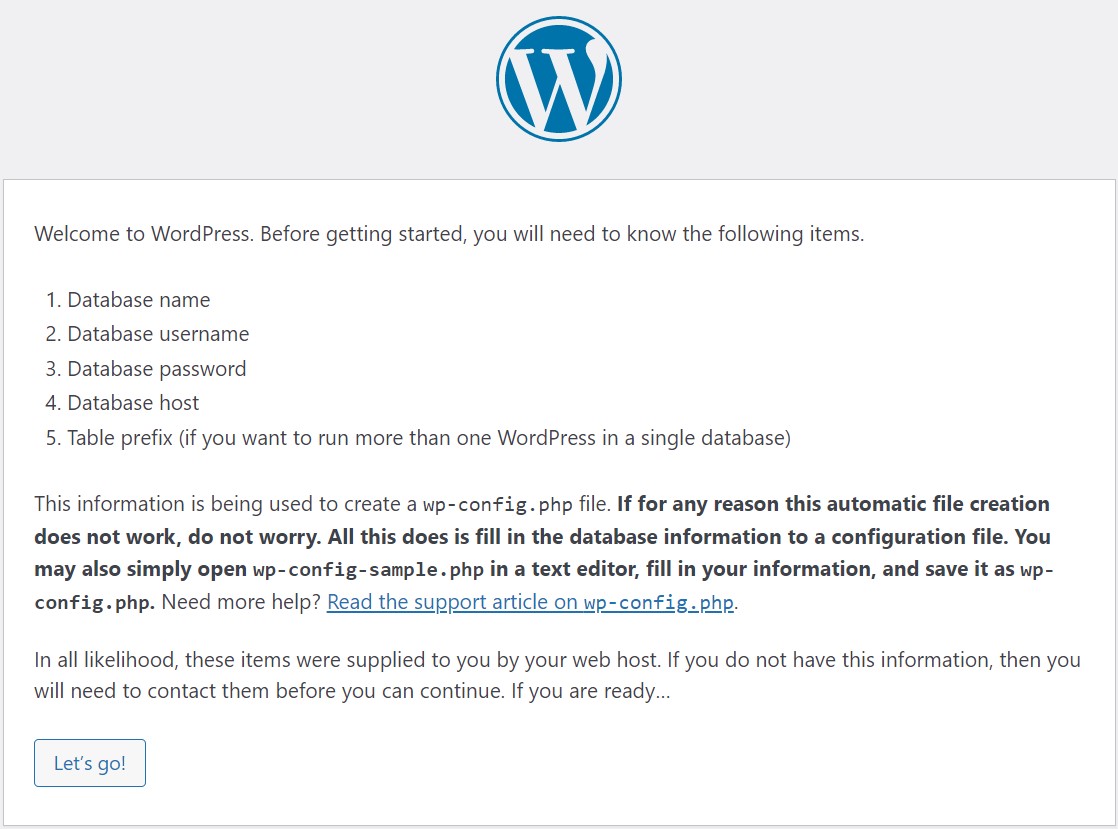 Welcome to WordPress. Before getting started, you will need to know the following items.
1. Database name
2. Database username
3. Database password
4. Database host
5. Table prefix (if you want to run more than one WordPress in a single database)
This information is being used to create a wp-config.php file. If for any reason this automatic file creation
does not work, do not worry. All this does is fill in the database information to a configuration file. You
may also simply open wp-config-sample.php in a text editor, fill in your information, and save it as wp-
config.php. Need more help? Read the support article on wp-config.php.
In all likelihood, these items were supplied to you by your web host. If you do not have this information, then you
will need to contact them before you can continue. If you are ready…
Let’s go!